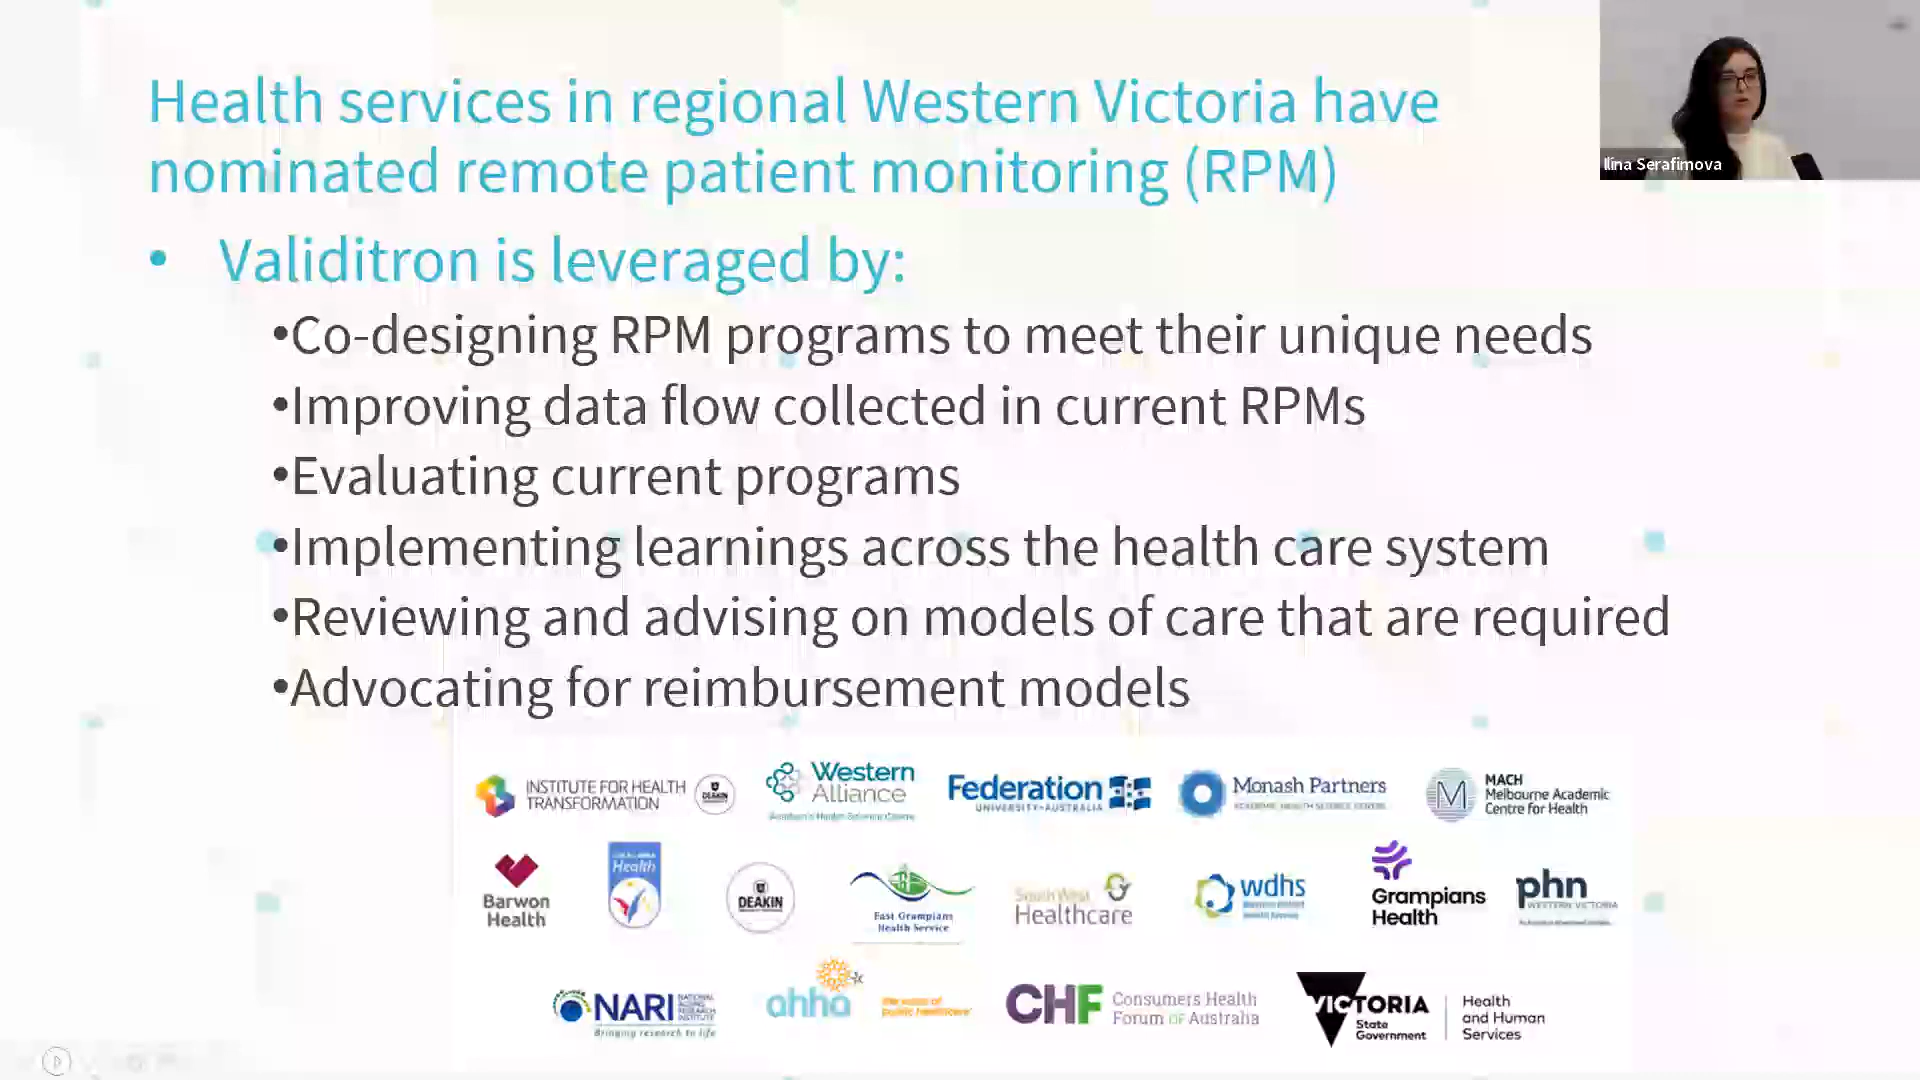 Health services in regional Western Victoria have
nominated remote patient monitoring (RPM)
• Validitron is leveraged by:
•Co-designing RPM programs to meet their unique needs
•Improving data flow collected in current RPMs
•Evaluating current programs
•Implementing learnings across the health care system
•Reviewing and advising on models of care that are required
•Advocating for reimbursement models
Ilina Serafimova
INSTITUTE FOR HEALTH
TRANSFORMATION
DEAKIN
Western
Alliance
Academic Health Science Centre
Federation
UNIVERSITY•AUSTRALIA
Monash Partners
ACADEMIC HEALTH SCIENCE CENTRE
MACH
Melbourne Academic
Centre for Health
Barwon
Health
Health
DEAKIN
East Grampians
Health Service
South West
Healthcare
wdhs
Grampians
Health
phn
WESTERN VICTORIA
NARI
NATIONAL
AGEING
RESEARCH
INSTITUTE
Bringing research to life
ahha
the voice of
public healthcare
CHF
Consumers Health
Forum OF Australia
VICTORIA
State
Government
Health
and Human
Services